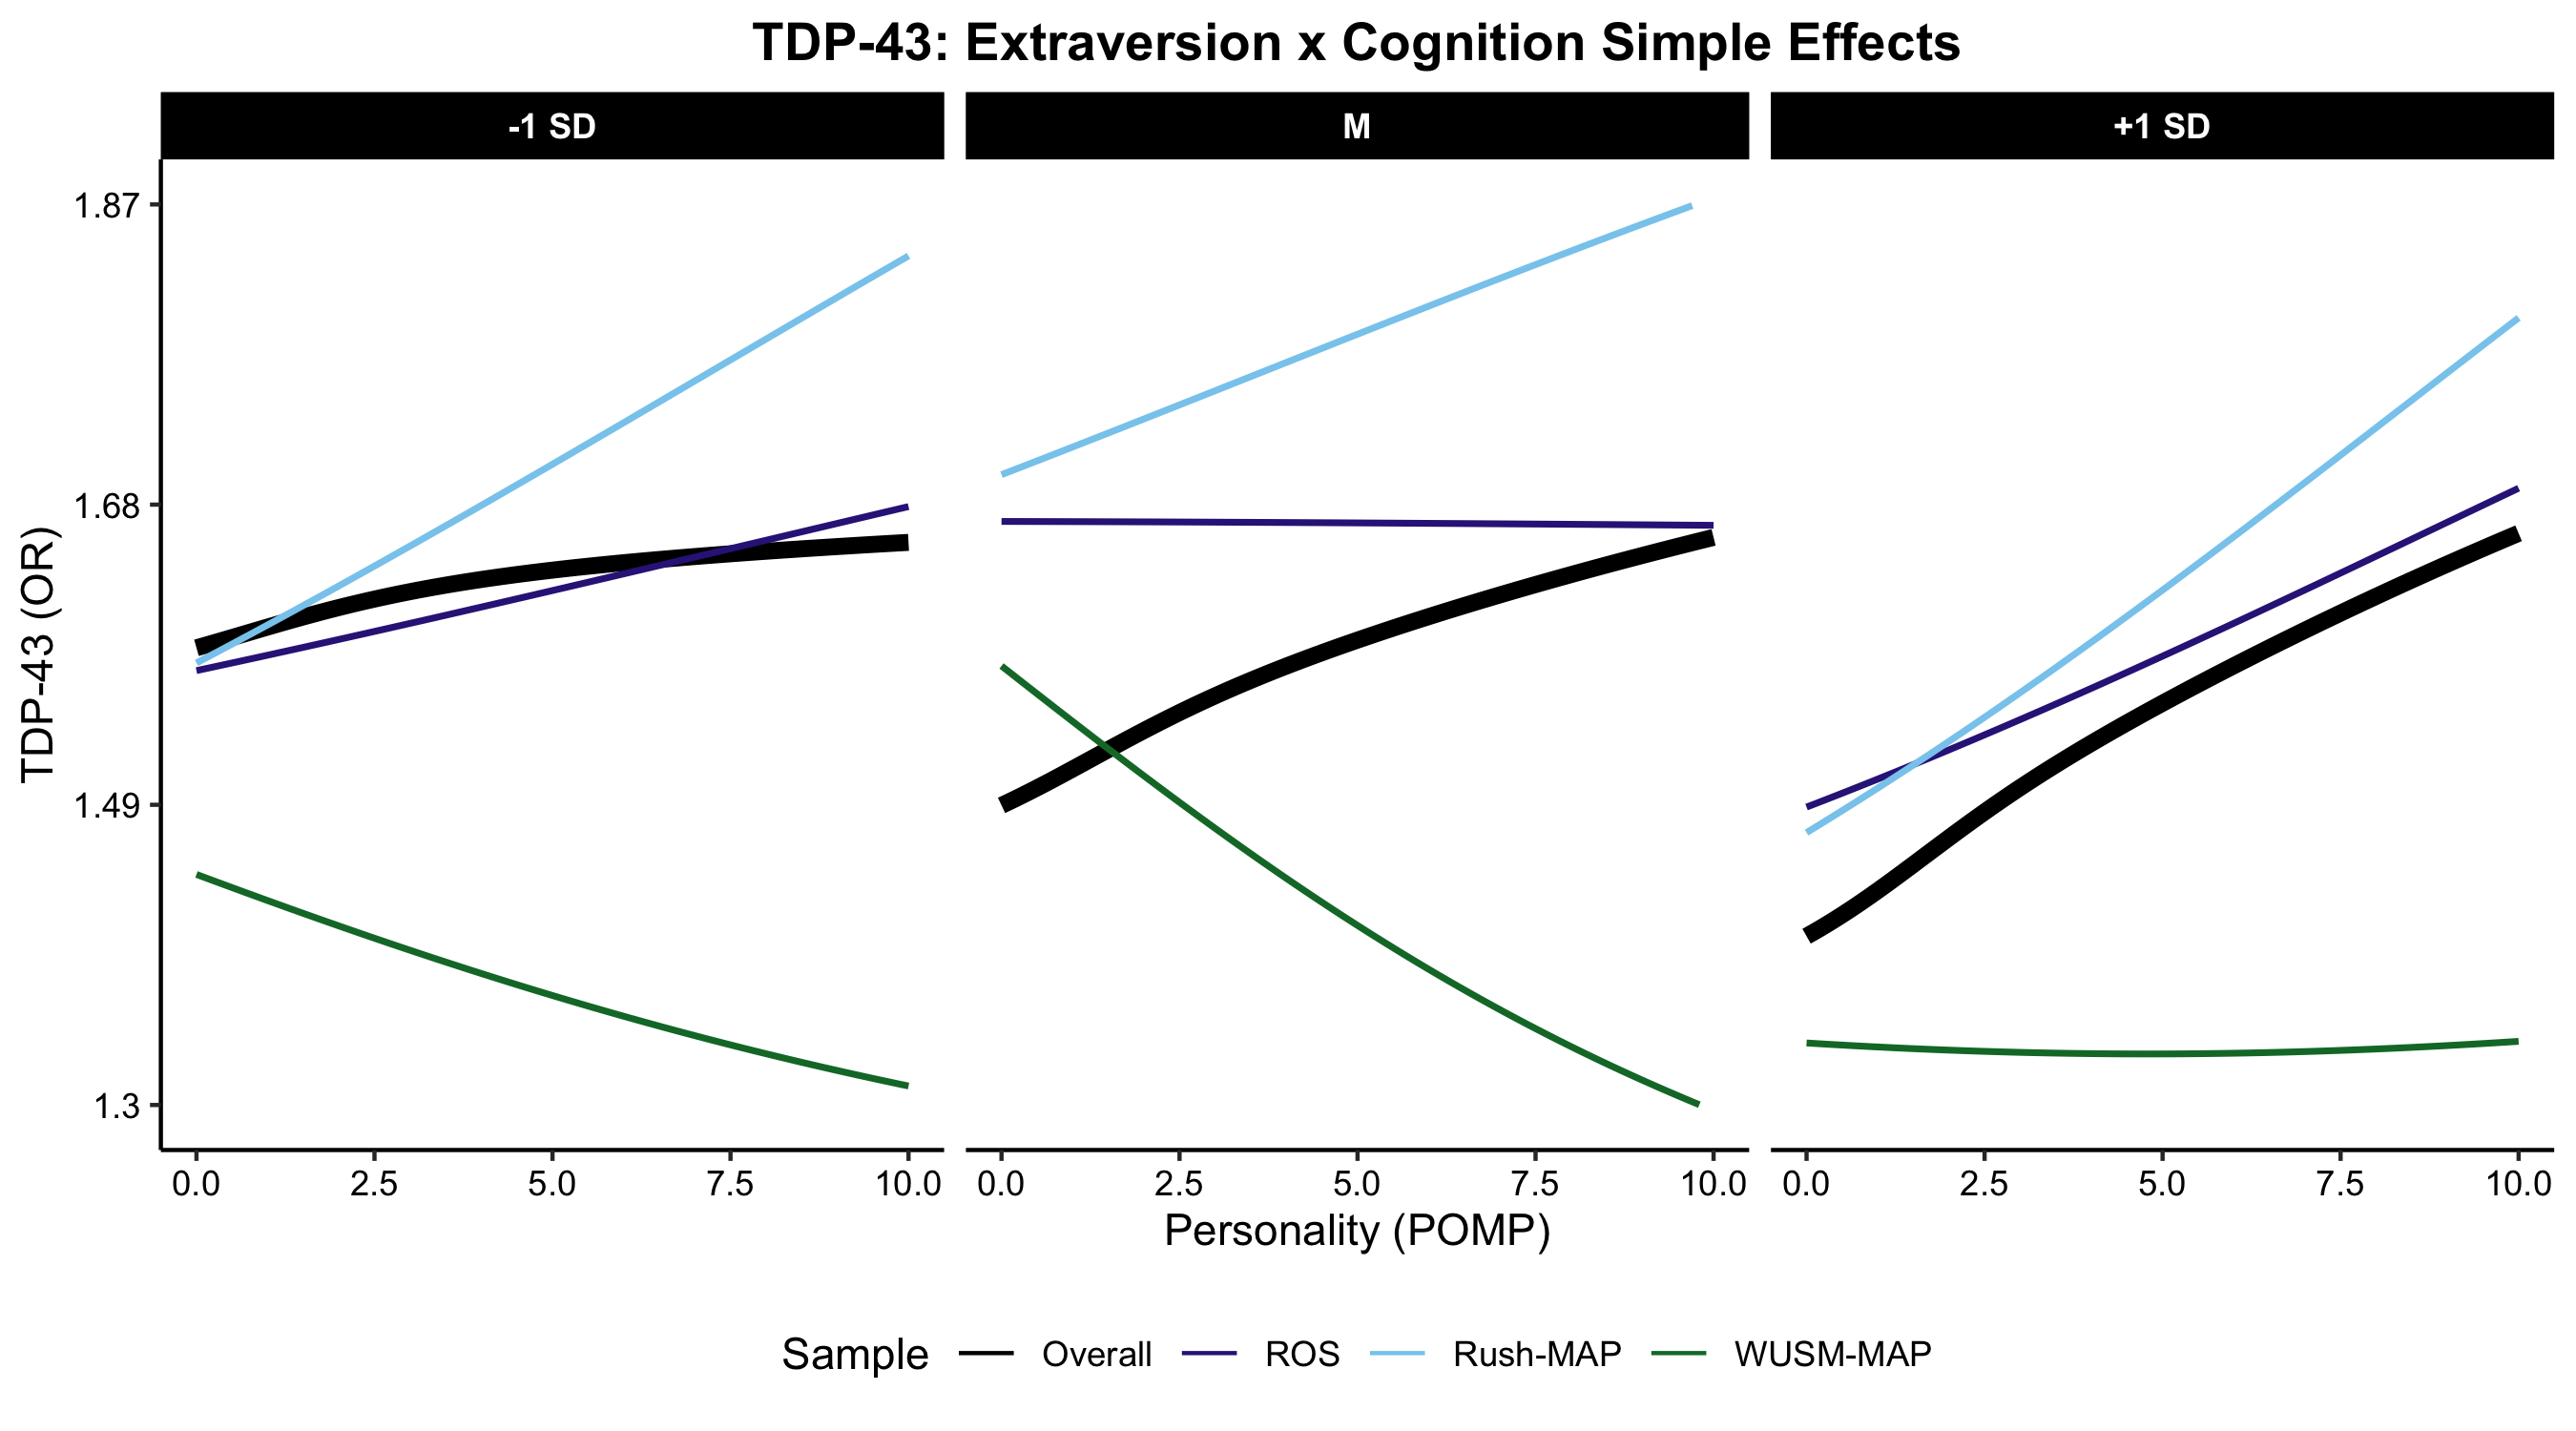 TDP-43: Extraversion x Cognition Simple Effects
-1 SD
M
+1 SD
TDP-43 (OR)
1.87
1.68
1.49
1.3
0.0 2.5 5.0 7.5 10.0
0.0 2.5 5.0 7.5 10.0
0.0 2.5 5.0 7.5 10.0
Personality (POMP)
Sample Overall ROS Rush-MAP WUSM-MAP